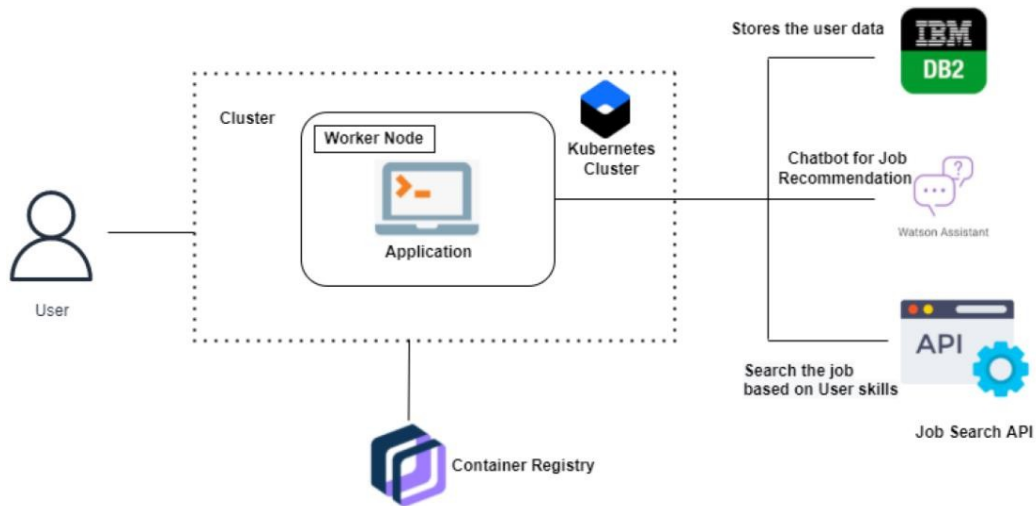 Stores the user data
IBM
DB2
Cluster
Worker Node
Kubernetes
Cluster
Chatbot for Job
Recommendation
?
Watson Assistant
>_
Application
User
API
Search the job
based on User skills
Job Search API
Container Registry